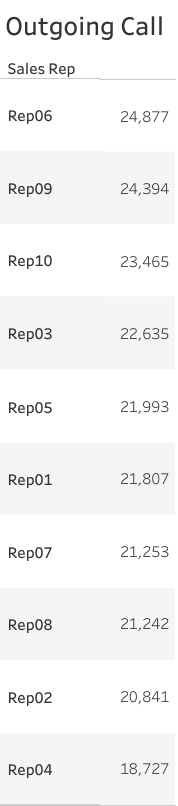 Outgoing Call
Sales Rep
Rep06 24,877
Rep09 24,394
Rep10 23,465
Rep03 22,635
Rep05 21,993
Rep01 21,807
Rep07 21,253
Rep08 21,242
Rep02 20,841
Rep04 18,727